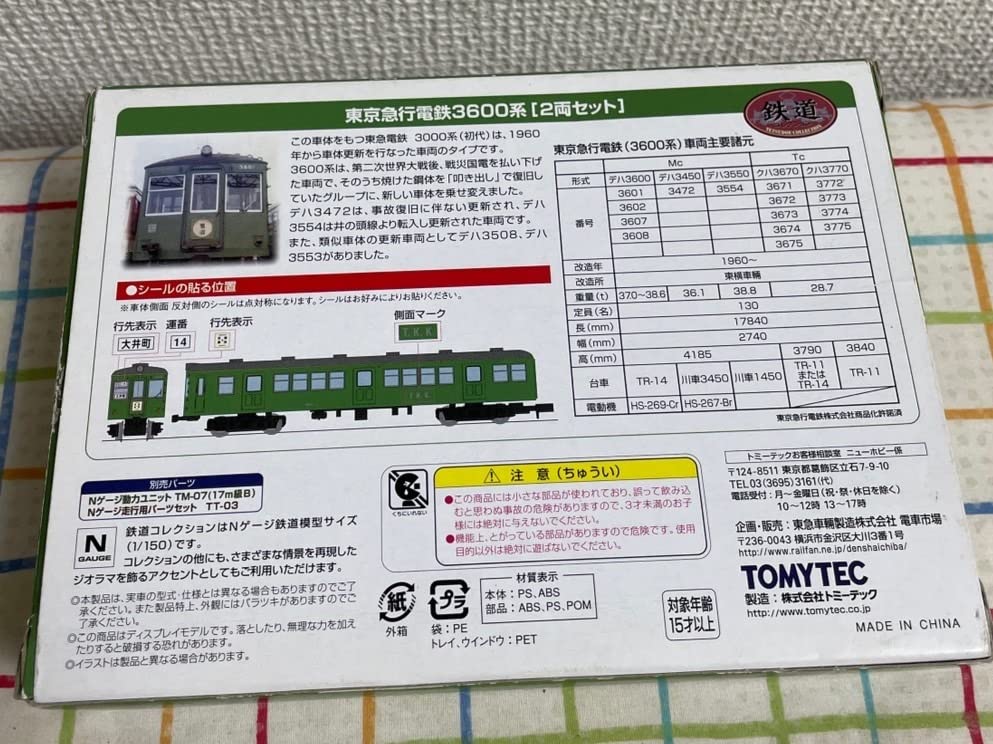 東京急行電鉄3600系[2両セット]
鉄道
この車体をもつ東急電鉄 3000系(初代)は、1960
年から車体更新を行なった車両のタイプです。
3600系は、第二次世界大戦後、戦災国電を払い下げ
た車両で、そのうち焼けた鋼体を「叩き出し」で復旧し
ていたグループに、新しい車体を乗せ変えました。
デハ3472は、事故復旧に伴ない更新され、デハ
3554は井の頭線より転入し更新された車両です。
また、類似車体の更新車両としてデハ3508、デハ
3553がありました。
東京急行電鉄(3600系)車両主要諸元
Mc Tc
形式 デハ3600 デハ3450 デハ3550 クハ3670 クハ3770
番号 3601 3472 3554 3671 3772
3602 3672 3773
3607 3673 3774
3608 3674 3775
3675
改造年 1960~
改造所 東横車輛
重量(t) 37.0~38.6 36.1 38.8 28.7
定員(名) 130
長(mm) 17840
幅(mm) 2740
高(mm) 4185 3790 3840
台車 TR-14 川車3450 川車1450 TR-11または TR-14 TR-11
電動機 HS-269-Cr HS-267-Br
東京急行電鉄株式会社商品化許諾済
●シールの貼る位置
※車体側面 反対側のシールは点対称になります。シールはお好みによりお貼りください。
行先表示 運番 行先表示 側面マーク
大井町 14 T.K.K.
T.K.K.
別売パーツ
Nゲージ動力ユニット TM-07(17m級B)
Nゲージ走行用パーツセット TT-03
N
GAUGE
鉄道コレクションはNゲージ鉄道模型サイズ
(1/150)です。
コレクションの他にも、さまざまな情景を再現した
ジオラマを飾るアクセントとしてもご利用いただけます。
◎本製品は、実車の型式・仕様とは異なる場合もありますのでご了
承ください。また製品特上、外観にはバラツキがありますのでご
了承ください。
◎この商品はディスプレイモデルです。落としたり、無理な力を加え
たりすると破損する恐れがあります。
◎イラストは製品と異なる場合があります。
くちにいれない
注意(ちゅうい)
●この商品には小さな部品が使われており、誤って飲み込
むと思わぬ事故の危険がありますので、3才未満のお子
様には絶対に与えないでください。
●機能上、とがっている部品がありますので危険です。使用
目的以外は絶対に遊ばないでください。
紙
外箱
プラ
袋:PE
トレイ、ウインドウ:PET
材質表示
本体:PS、ABS
部品:ABS、PS、POM
対象年齢
15才以上
トミーテックお客様相談室 ニューホビー係
〒124-8511 東京都葛飾区立石7-9-10
TEL.03(3695)3161(代)
電話受付:月~金曜日(祝・祭・休日を除く)
10~12時 13~17時
企画・販売:東急車輛製造株式会社 電車市場
〒236-0043 横浜市金沢区大川3番1号
http://www.railfan.ne.jp/denshaichiba/
TOMYTEC
製造:株式会社トミーテック
http://www.tomytec.co.jp
MADE IN CHINA